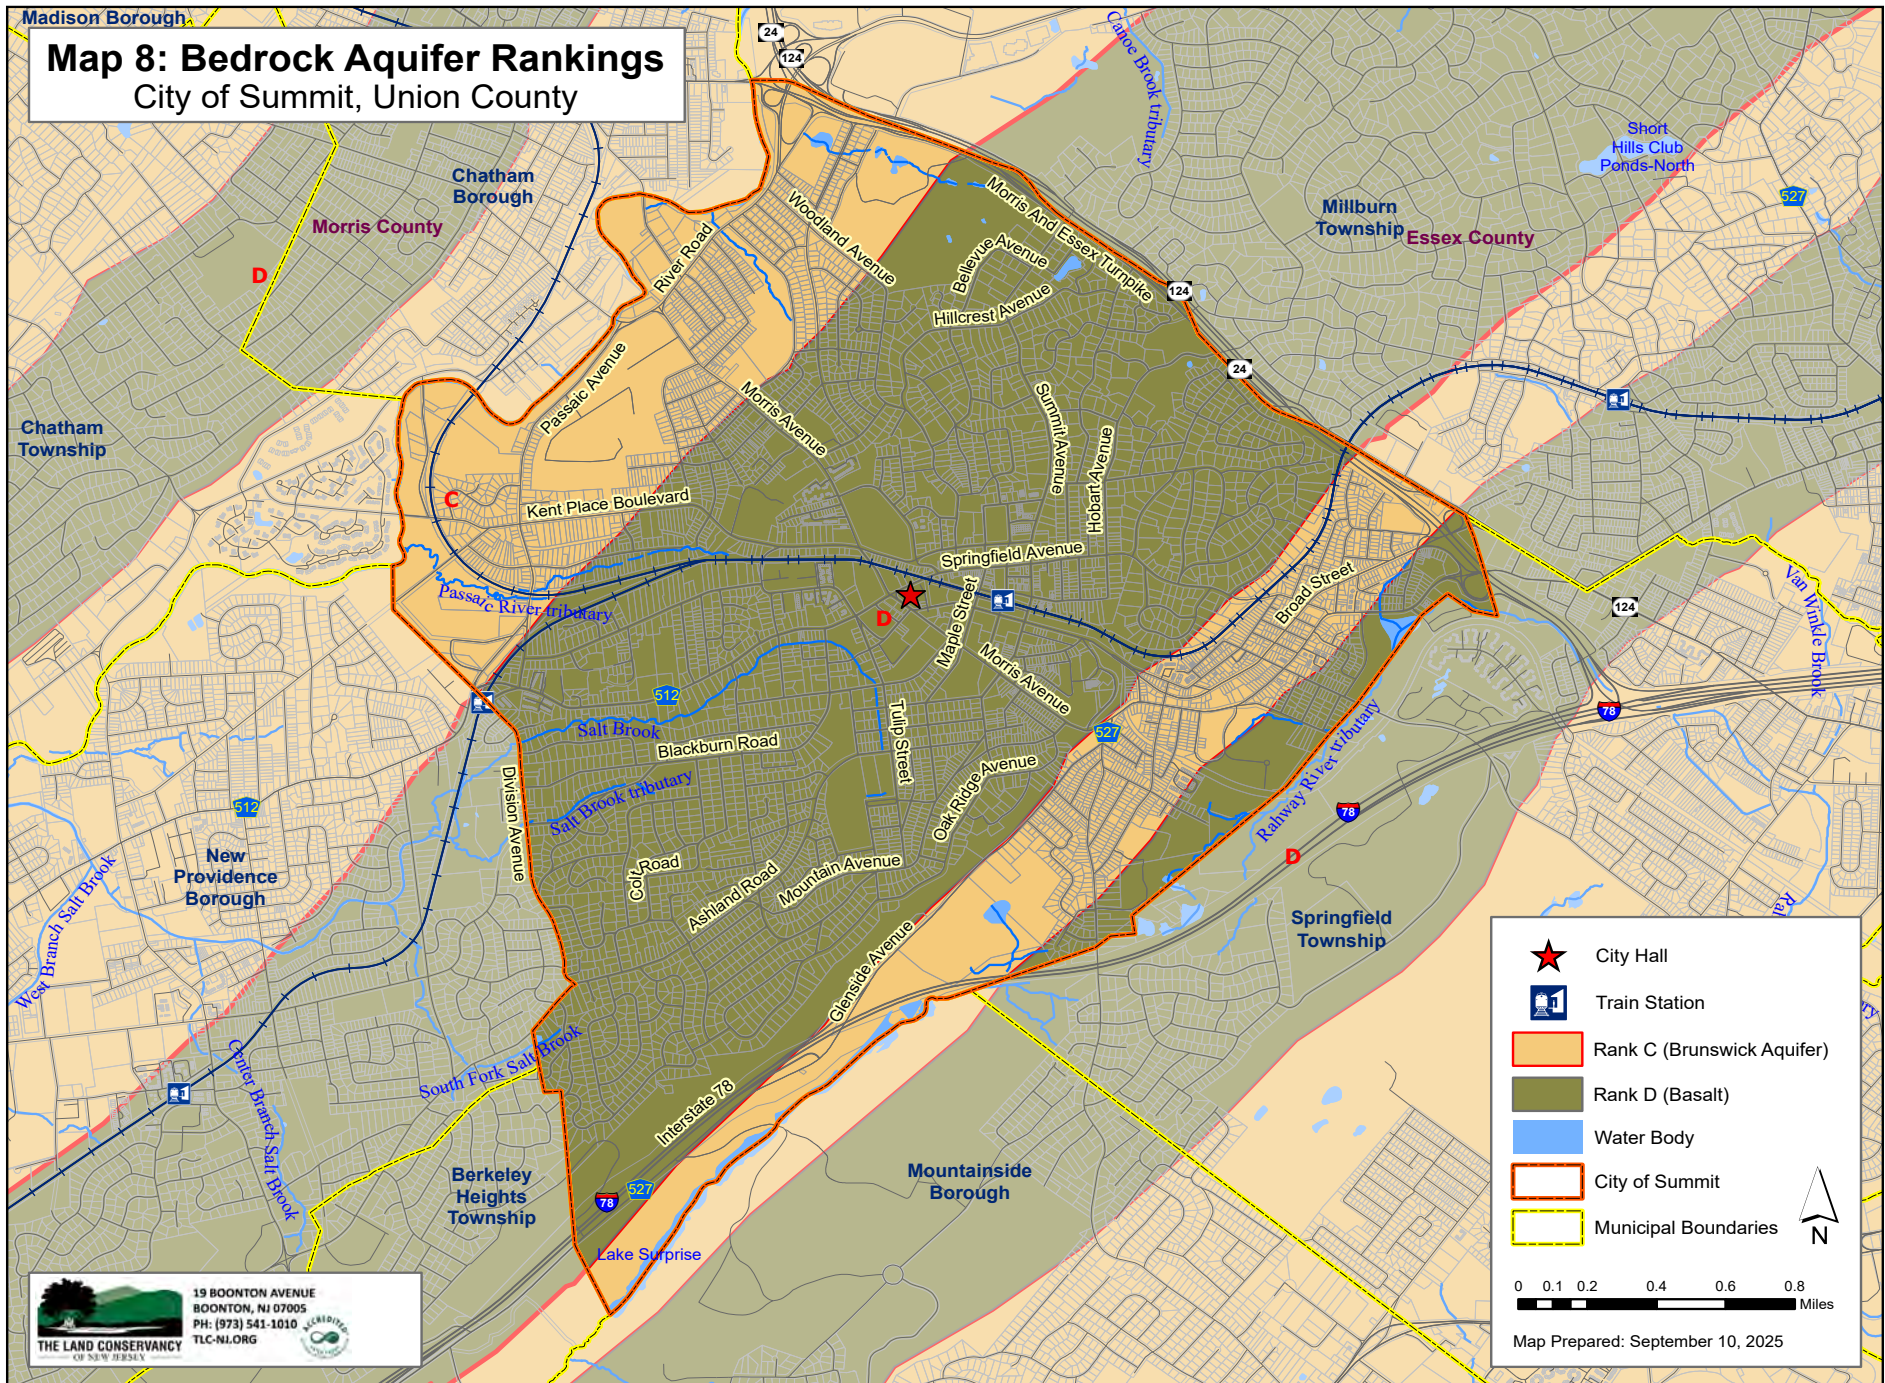 Madison Borough
Map 8: Bedrock Aquifer Rankings
City of Summit, Union County
24
124
Canoe Brook tributary
Short
Hills Club
Ponds-North
527
Chatham
Borough
Morris County
Millburn
Township
Essex County
D
Woodland Avenue
Morris And Essex Turnpike
River Road
Bellevue Avenue
Hillcrest Avenue
124
24
Passaic Avenue
Morris Avenue
Summit Avenue
Hobart Avenue
Chatham
Township
C
Kent Place Boulevard
Springfield Avenue
Passaic River tributary
D
Maple Street
Broad Street
124
Van Winkle Brook
Morris Avenue
512
Salt Brook
Blackburn Road
Tulip Street
527
78
Rahway River tributary
Salt Brook tributary
Division Avenue
Oak Ridge Avenue
512
78
D
New
Providence
Borough
West Branch Salt Brook
Colt Road
Ashland Road
Mountain Avenue
Glenside Avenue
Springfield
Township
Ral
ry
South Fork Salt Brook
Center Branch Salt Brook
Interstate 78
Berkeley
Heights
Township
78
527
Mountainside
Borough
Lake Surprise
City Hall
Train Station
Rank C (Brunswick Aquifer)
Rank D (Basalt)
Water Body
City of Summit
Municipal Boundaries
N
0 0.1 0.2 0.4 0.6 0.8
Miles
Map Prepared: September 10, 2025
THE LAND CONSERVANCY
OF NEW JERSEY
19 BOONTON AVENUE
BOONTON, NJ 07005
PH: (973) 541-1010
TLC-NJ.ORG
ACCREDITED